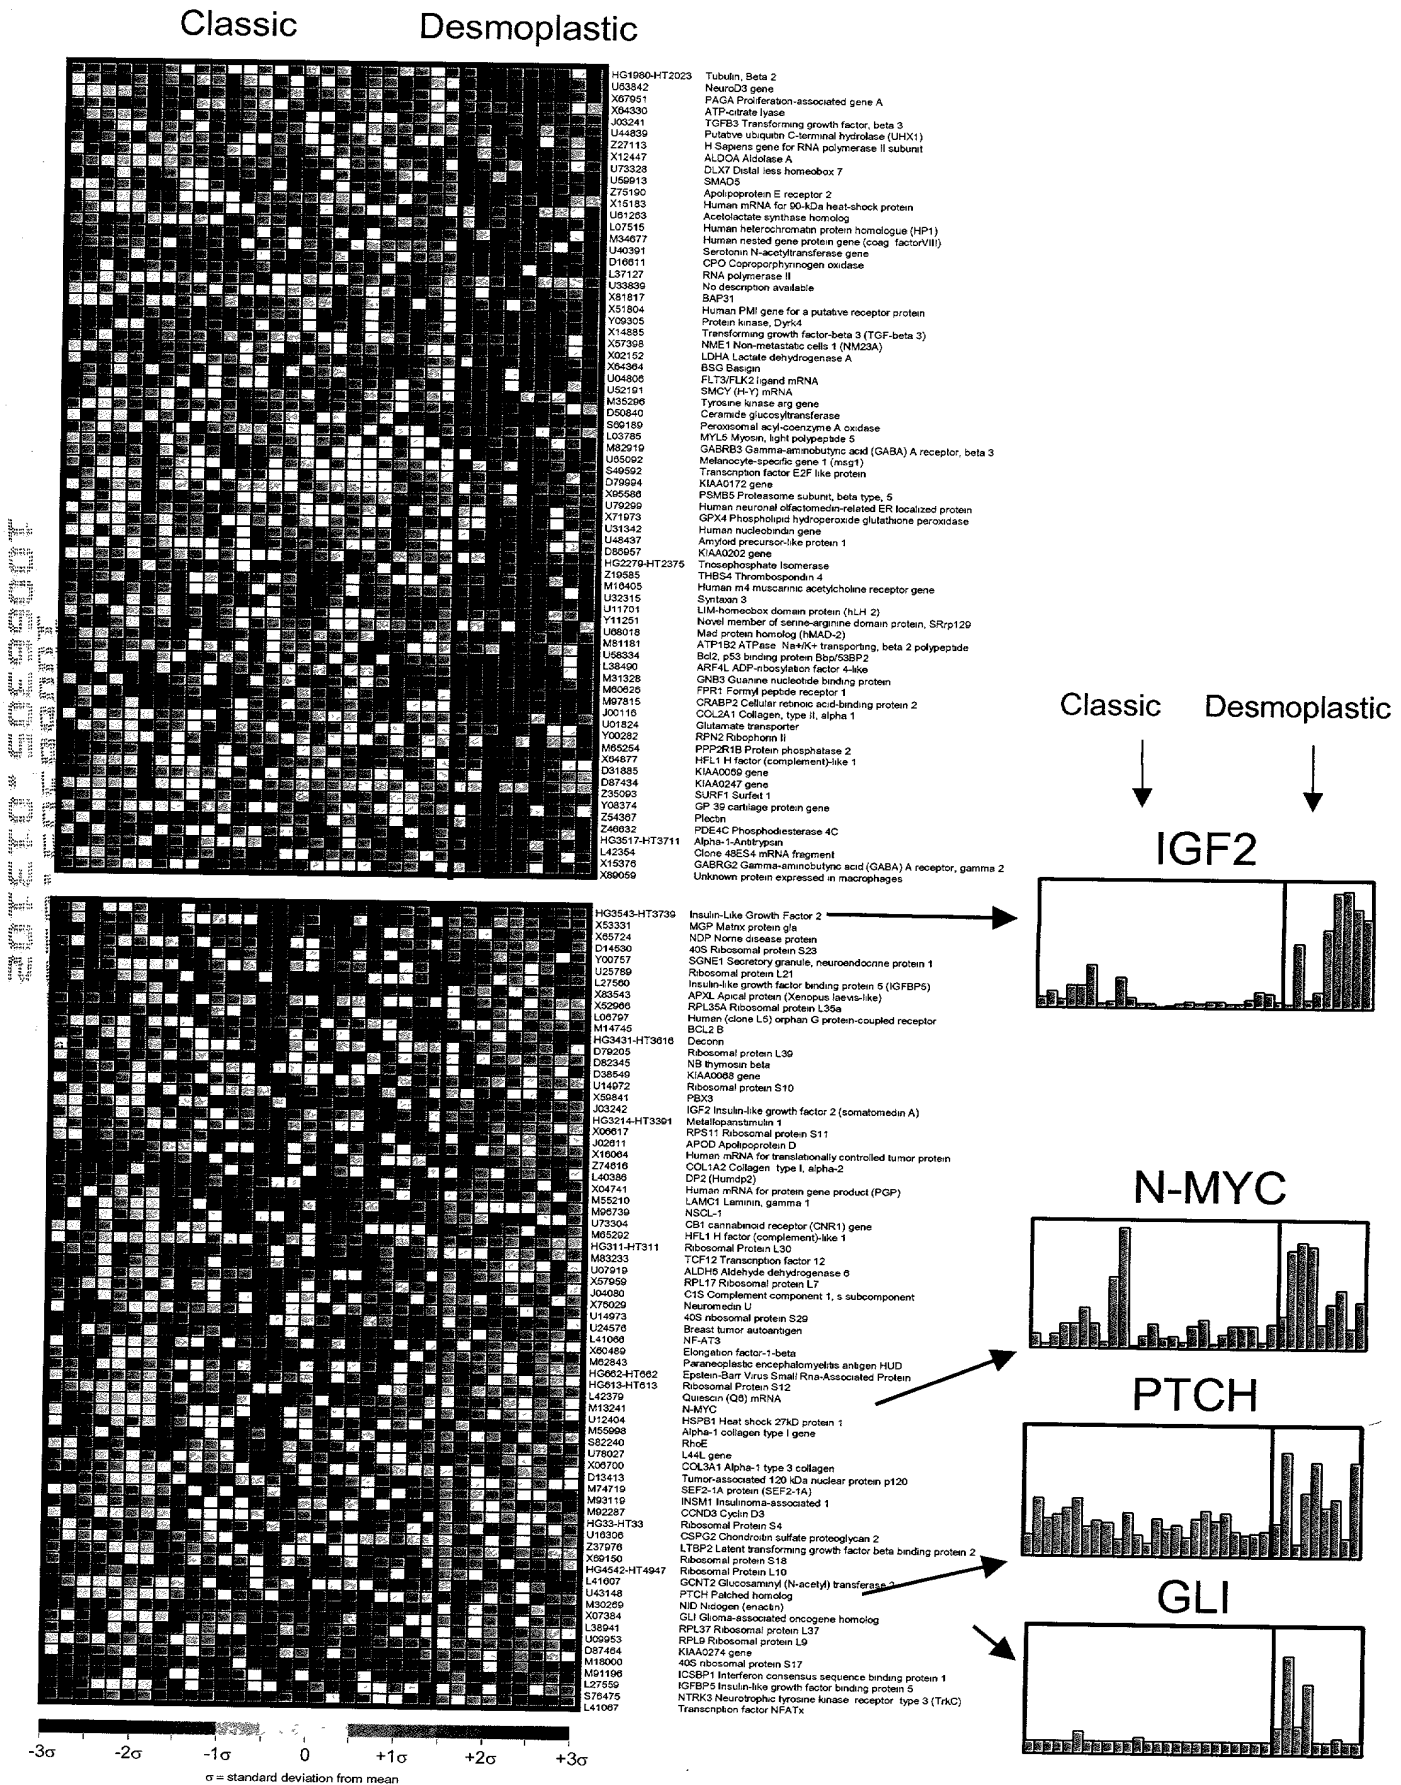 Classic Desmoplastic
HG1980-HT2023 Tubulin, Beta 2
U63842 NeuroD3 gene
X67951 PAGA Proliferation-associated gene A
X64330 ATP-citrate lyase
J03241 TGFB3 Transforming growth factor, beta 3
U44839 Putative ubiquitin C-terminal hydrolase (UHX1)
Z27113 H Sapiens gene for RNA polymerase II subunit
X12447 ALDOA Aldolase A
U73328 DLX7 Distal less homeobox 7
U59913 SMAD5
Z75190 Apolipoprotein E receptor 2
X15183 Human mRNA for 90-kDa heat-shock protein
U61263 Acetolactate synthase homolog
L07515 Human heterochromatin protein homologue (HP1)
M34677 Human nested gene protein gene (coag factorVIII)
U40391 Serotonin N-acetyltransferase gene
D16611 CPO Coproporphyrinogen oxidase
L37127 RNA polymerase II
U33839 No description available
X81817 BAP31
X51804 Human PMI gene for a putative receptor protein
Y09305 Protein kinase, Dyrk4
X14885 Transforming growth factor-beta 3 (TGF-beta 3)
X57398 NME1 Non-metastatic cells 1 (NM23A)
X02152 LDHA Lactate dehydrogenase A
X64364 BSG Basigin
U04806 FLT3/FLK2 ligand mRNA
U52191 SMCY (H-Y) mRNA
M35296 Tyrosine kinase arg gene
D50840 Ceramide glucosyltransferase
S69189 Peroxisomal acyl-coenzyme A oxidase
L03785 MYL5 Myosin, light polypeptide 5
M82919 GABRB3 Gamma-aminobutyric acid (GABA) A receptor, beta 3
U65092 Melanocyte-specific gene 1 (msg1)
S49592 Transcription factor E2F like protein
D79994 KIAA0172 gene
X95586 PSMB5 Proteasome subunit, beta type, 5
U79299 Human neuronal olfactomedin-related ER localized protein
X71973 GPX4 Phospholipid hydroperoxide glutathione peroxidase
U31342 Human nucleobindin gene
U48437 Amyloid precursor-like protein 1
D86957 KIAA0202 gene
HG2279-HT2375 Triosephosphate Isomerase
Z19585 THBS4 Thrombospondin 4
M16405 Human m4 muscarinic acetylcholine receptor gene
U32315 Syntaxin 3
U11701 LIM-homeobox domain protein (hLH 2)
Y11251 Novel member of serine-arginine domain protein, SRrp129
U68018 Mad protein homolog (hMAD-2)
M81181 ATP1B2 ATPase Na+/K+ transporting, beta 2 polypeptide
U58334 Bcl2, p53 binding protein Bbp/53BP2
L38490 ARF4L ADP-ribosylation factor 4-like
M31328 GNB3 Guanine nucleotide binding protein
M60626 FPR1 Formyl peptide receptor 1
M97815 CRABP2 Cellular retinoic acid-binding protein 2
J00116 COL2A1 Collagen, type II, alpha 1
U01824 Glutamate transporter
Y00282 RPN2 Ribophorin II
M65254 PPP2R1B Protein phosphatase 2
X64877 HFL1 H factor (complement)-like 1
D31885 KIAA0069 gene
D87434 KIAA0247 gene
Z35093 SURF1 Surfeit 1
Y08374 GP 39 cartilage protein gene
Z54367 Plectin
Z46632 PDE4C Phosphodiesterase 4C
HG3517-HT3711 Alpha-1-Antitrypsin
L42354 Clone 48ES4 mRNA fragment
X15376 GABRG2 Gamma-aminobutyric acid (GABA) A receptor, gamma 2
X89059 Unknown protein expressed in macrophages
HG3543-HT3739 Insulin-Like Growth Factor 2
X53331 MGP Matrix protein gla
X65724 NDP Norrie disease protein
D14530 40S Ribosomal protein S23
Y00757 SGNE1 Secretory granule, neuroendocrine protein 1
U25789 Ribosomal protein L21
L27560 Insulin-like growth factor binding protein 5 (IGFBP5)
X83543 APXL Apical protein (Xenopus laevis-like)
X52966 RPL35A Ribosomal protein L35a
L06797 Human (clone L5) orphan G protein-coupled receptor
M14745 BCL2 B
HG3431-HT3616 Decorin
D79205 Ribosomal protein L39
D82345 NB thymosin beta
D38549 KIAA0068 gene
U14972 Ribosomal protein S10
X59841 PBX3
J03242 IGF2 Insulin-like growth factor 2 (somatomedin A)
HG3214-HT3391 Metallopanstimulin 1
X06617 RPS11 Ribosomal protein S11
J02611 APOD Apolipoprotein D
X16064 Human mRNA for translationally controlled tumor protein
Z74616 COL1A2 Collagen type I, alpha-2
L40386 DP2 (Humdp2)
X04741 Human mRNA for protein gene product (PGP)
M55210 LAMC1 Laminin, gamma 1
M96739 NSCL-1
U73304 CB1 cannabinoid receptor (CNR1) gene
M65292 HFL1 H factor (complement)-like 1
HG311-HT311 Ribosomal Protein L30
M83233 TCF12 Transcription factor 12
U07919 ALDH6 Aldehyde dehydrogenase 6
X57959 RPL17 Ribosomal protein L7
J04080 C1S Complement component 1, s subcomponent
X76029 Neuromedin U
U14973 40S ribosomal protein S29
U24576 Breast tumor autoantigen
L41066 NF-AT3
X60489 Elongation factor-1-beta
M62843 Paraneoplastic encephalomyelitis antigen HUD
HG662-HT662 Epstein-Barr Virus Small Rna-Associated Protein
HG613-HT613 Ribosomal Protein S12
L42379 Quiescin (Q6) mRNA
M13241 N-MYC
U12404 HSPB1 Heat shock 27kD protein 1
M55998 Alpha-1 collagen type I gene
S82240 RhoE
U78027 L44L gene
X06700 COL3A1 Alpha-1 type 3 collagen
D13413 Tumor-associated 120 kDa nuclear protein p120
M74719 SEF2-1A protein (SEF2-1A)
M93119 INSM1 Insulinoma-associated 1
M92287 CCND3 Cyclin D3
HG33-HT33 Ribosomal Protein S4
U16306 CSPG2 Chondroitin sulfate proteoglycan 2
Z37976 LTBP2 Latent transforming growth factor beta binding protein 2
X69150 Ribosomal protein S18
HG4542-HT4947 Ribosomal Protein L10
L41607 GCNT2 Glucosaminyl (N-acetyl) transferase 2
U43148 PTCH Patched homolog
M30269 NID Nidogen (enactin)
X07384 GLI Glioma-associated oncogene homolog
L38941 RPL37 Ribosomal protein L37
U09953 RPL9 Ribosomal protein L9
D87464 KIAA0274 gene
M18000 40S ribosomal protein S17
M91196 ICSBP1 Interferon consensus sequence binding protein 1
L27559 IGFBP5 Insulin-like growth factor binding protein 5
S76475 NTRK3 Neurotrophic tyrosine kinase receptor type 3 (TrkC)
L41067 Transcription factor NFATx
-3σ -2σ -1σ 0 +1σ +2σ +3σ
σ = standard deviation from mean
Classic Desmoplastic
IGF2
N-MYC
PTCH
GLI